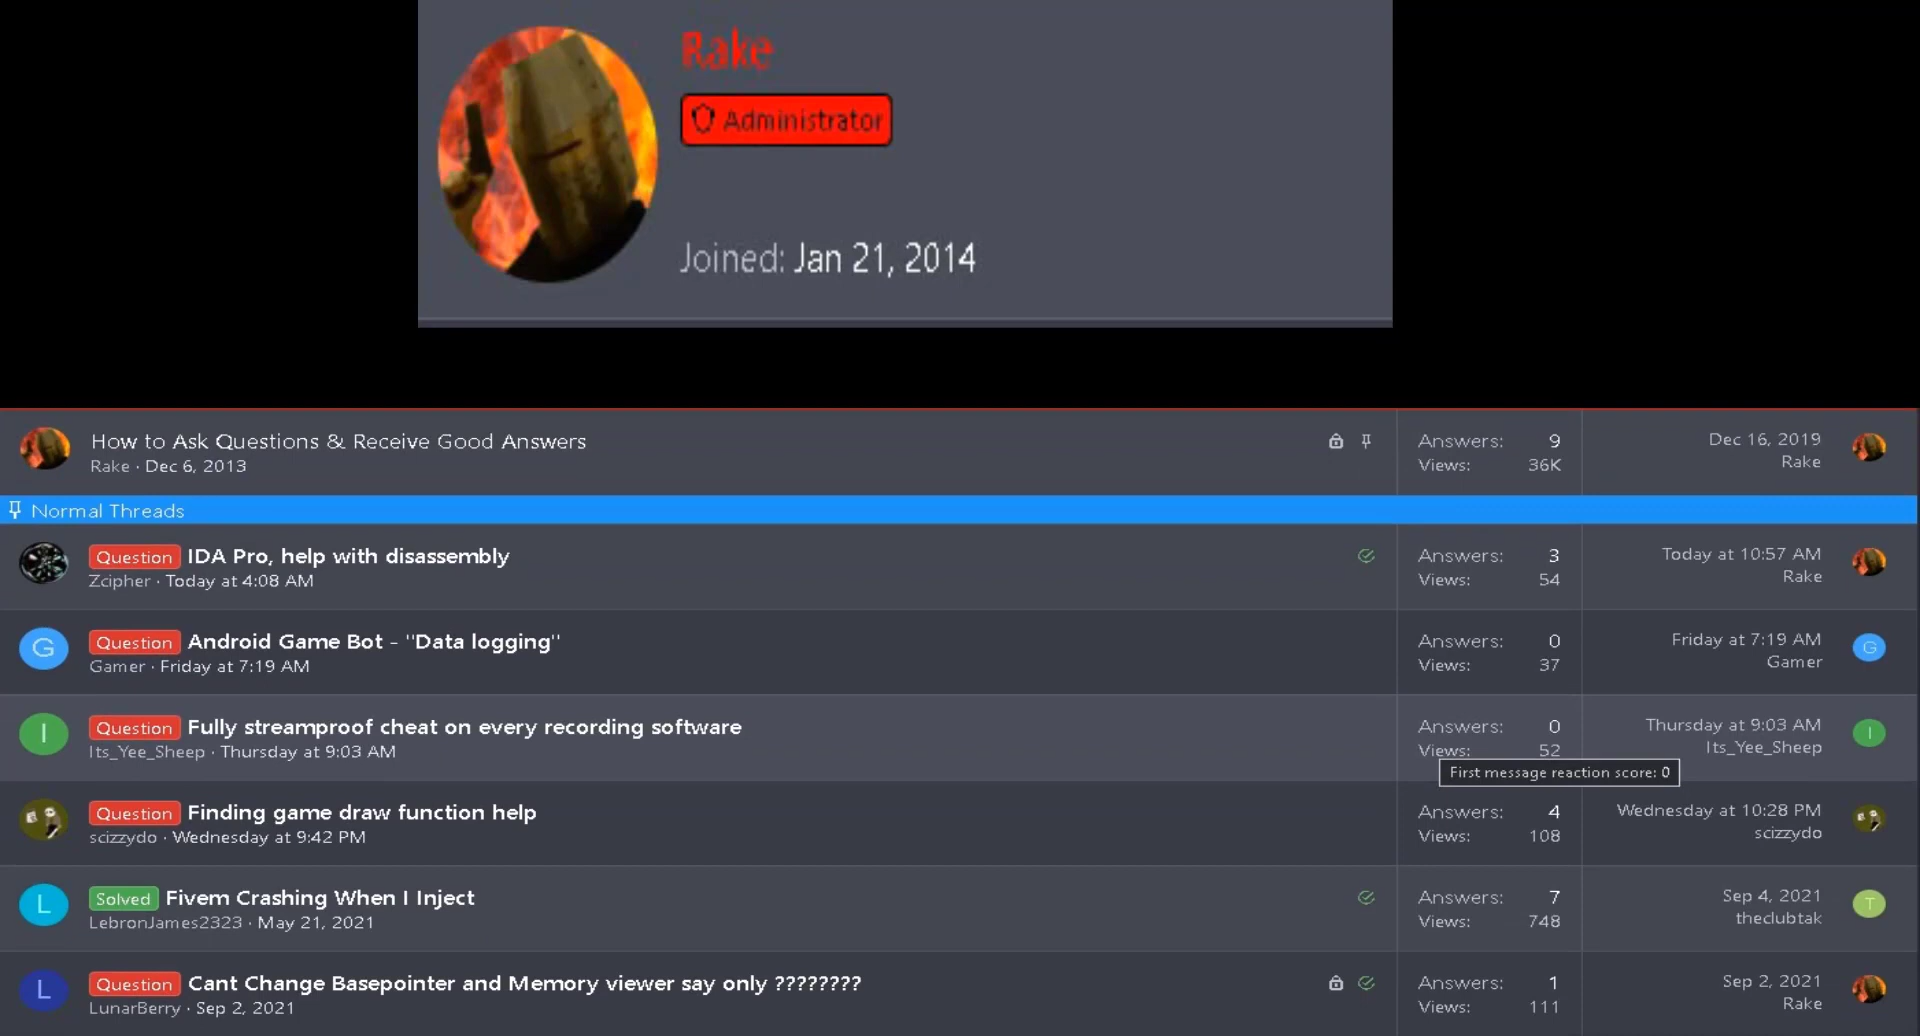 Rake
Administrator
Joined: Jan 21, 2014
How to Ask Questions & Receive Good Answers
Rake · Dec 6, 2013
Answers: 9
Views: 36K
Dec 16, 2019
Rake
Normal Threads
Question IDA Pro, help with disassembly
Zcipher · Today at 4:08 AM
Answers: 3
Views: 54
Today at 10:57 AM
Rake
G
Question Android Game Bot - "Data logging"
Gamer · Friday at 7:19 AM
Answers: 0
Views: 37
Friday at 7:19 AM
Gamer
G
I
Question Fully streamproof cheat on every recording software
Its_Yee_Sheep · Thursday at 9:03 AM
Answers: 0
Views: 52
Thursday at 9:03 AM
Its_Yee_Sheep
I
First message reaction score: 0
Question Finding game draw function help
scizzydo · Wednesday at 9:42 PM
Answers: 4
Views: 108
Wednesday at 10:28 PM
scizzydo
L
Solved Fivem Crashing When I Inject
LebronJames2323 · May 21, 2021
Answers: 7
Views: 748
Sep 4, 2021
theclubtak
T
L
Question Cant Change Basepointer and Memory viewer say only ????????
LunarBerry · Sep 2, 2021
Answers: 1
Views: 111
Sep 2, 2021
Rake